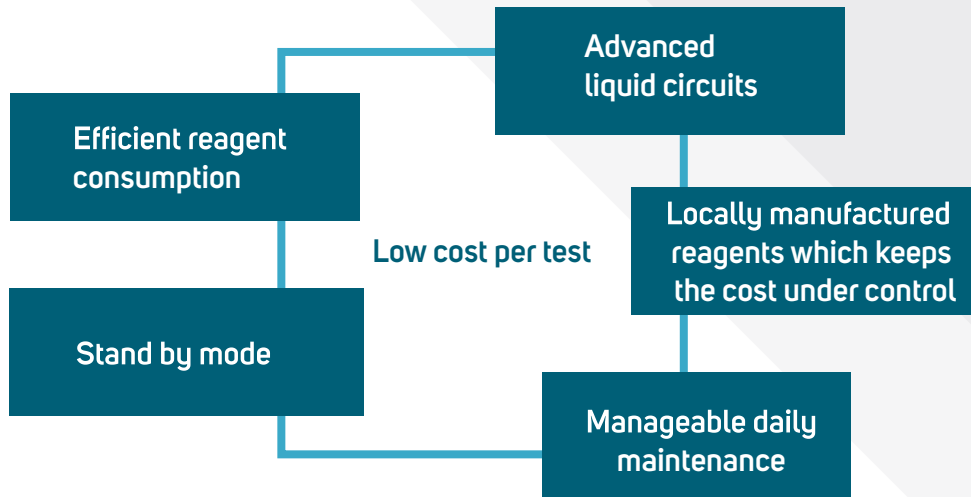 Advanced
liquid circuits
Efficient reagent
consumption
Locally manufactured
reagents which keeps
the cost under control
Low cost per test
Stand by mode
Manageable daily
maintenance